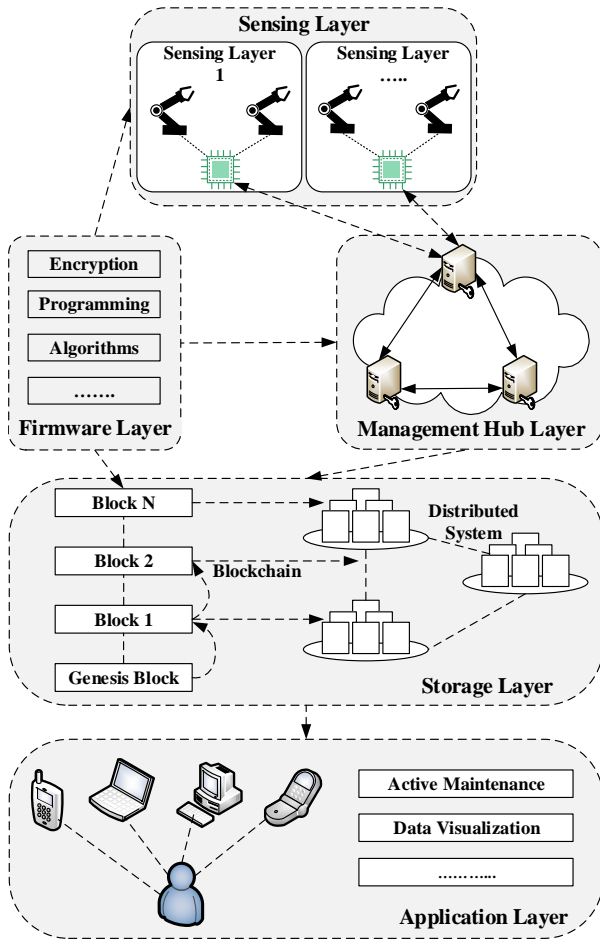 Sensing Layer
Sensing Layer
1
Sensing Layer
…..
Encryption
Programming
Algorithms
…….
Firmware Layer
Management Hub Layer
Block N
Block 2
Block 1
Genesis Block
Blockchain
Distributed
System
Storage Layer
Active Maintenance
Data Visualization
………...
Application Layer